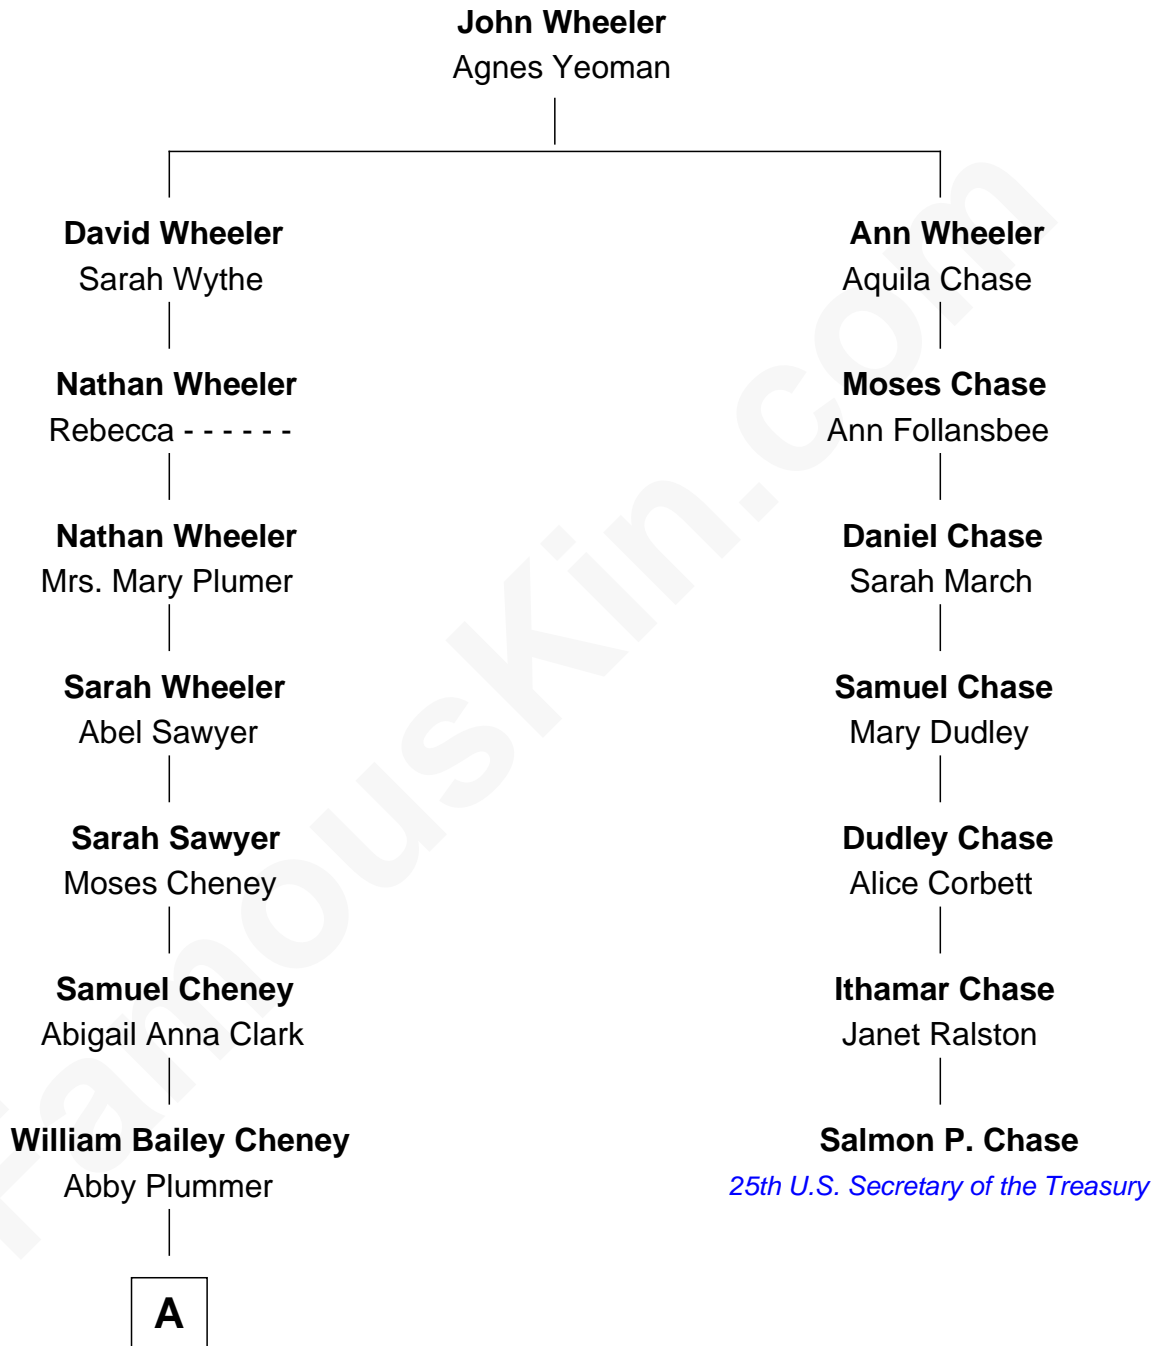 John Wheeler
Agnes Yeoman
David Wheeler
Sarah Wythe
Ann Wheeler
Aquila Chase
Nathan Wheeler
Rebecca - - - - - -
Moses Chase
Ann Follansbee
Nathan Wheeler
Mrs. Mary Plumer
Daniel Chase
Sarah March
Sarah Wheeler
Abel Sawyer
Samuel Chase
Mary Dudley
Sarah Sawyer
Moses Cheney
Dudley Chase
Alice Corbett
Samuel Cheney
Abigail Anna Clark
Ithamar Chase
Janet Ralston
William Bailey Cheney
Abby Plummer
Salmon P. Chase
25th U.S. Secretary of the Treasury
A
FamousKin.com